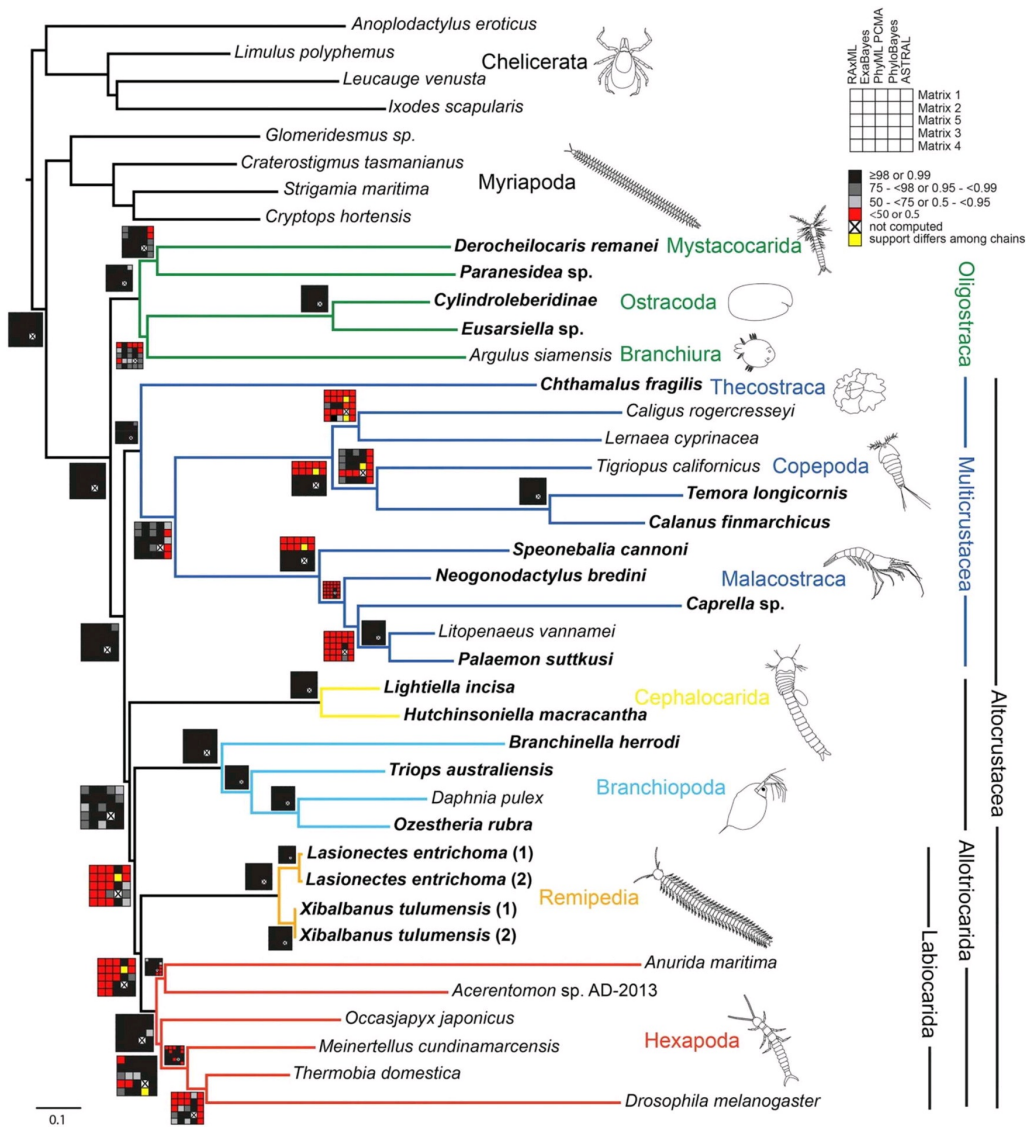 Anoplodactylus eroticus
Limulus polyphemus
Chelicerata
Leucauge venusta
Ixodes scapularis
RAxML
ExaBayes
PhyML PCMA
PhyloBayes
ASTRAL
Matrix 1
Matrix 2
Matrix 5
Matrix 3
Matrix 4
≥98 or 0.99
75 - <98 or 0.95 - <0.99
50 - <75 or 0.5 - <0.95
<50 or 0.5
not computed
support differs among chains
Glomeridesmus sp.
Craterostigmus tasmanianus
Myriapoda
Strigamia maritima
Cryptops hortensis
Derocheilocaris remanei
Mystacocarida
Paranesidea sp.
Cylindroleberidinae
Ostracoda
Eusarsiella sp.
Argulus siamensis
Branchiura
Oligostraca
Chthamalus fragilis
Thecostraca
Caligus rogercresseyi
Lernaea cyprinacea
Tigriopus californicus
Copepoda
Temora longicornis
Calanus finmarchicus
Multicrustacea
Speonebalia cannoni
Neogonodactylus bredini
Malacostraca
Caprella sp.
Litopenaeus vannamei
Palaemon suttkusi
Lightiella incisa
Cephalocarida
Hutchinsoniella macracantha
Altocrustacea
Branchinella herrodi
Triops australiensis
Branchiopoda
Daphnia pulex
Ozestheria rubra
Allotriocarida
Lasionectes entrichoma (1)
Lasionectes entrichoma (2)
Remipedia
Xibalbanus tulumensis (1)
Xibalbanus tulumensis (2)
Labiocarida
Anurida maritima
Acerentomon sp. AD-2013
Occasjapyx japonicus
Hexapoda
Meinertellus cundinamarcensis
Thermobia domestica
Drosophila melanogaster
0.1